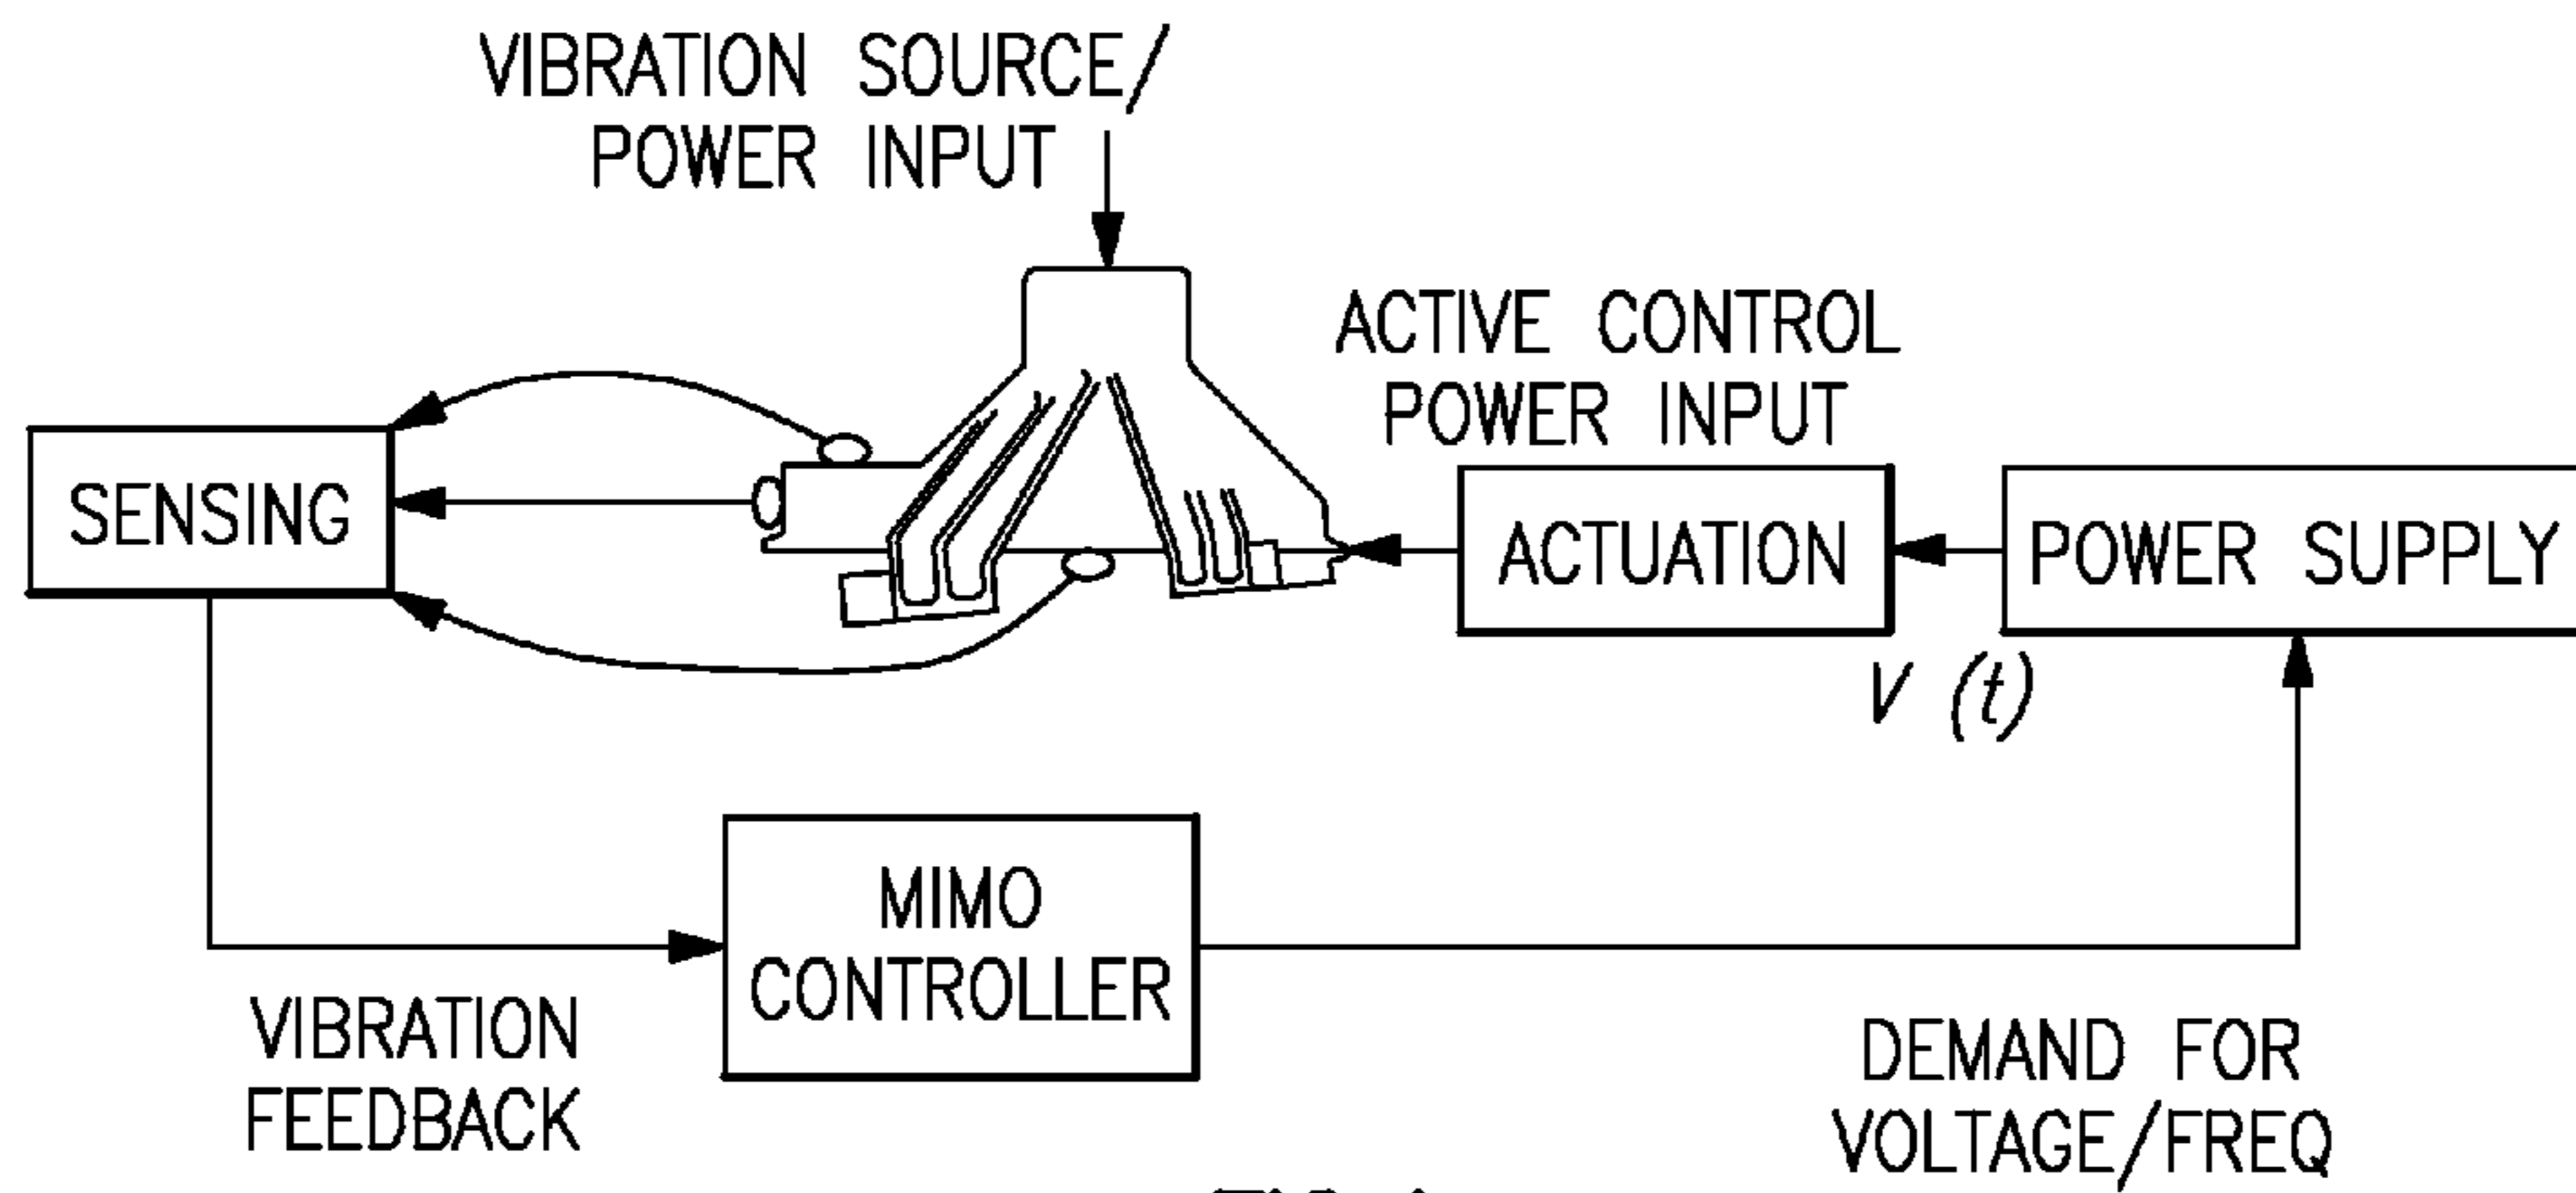 VIBRATION SOURCE/
POWER INPUT
ACTIVE CONTROL
POWER INPUT
SENSING
ACTUATION
POWER SUPPLY
V (t)
MIMO
CONTROLLER
VIBRATION
FEEDBACK
DEMAND FOR
VOLTAGE/FREQ